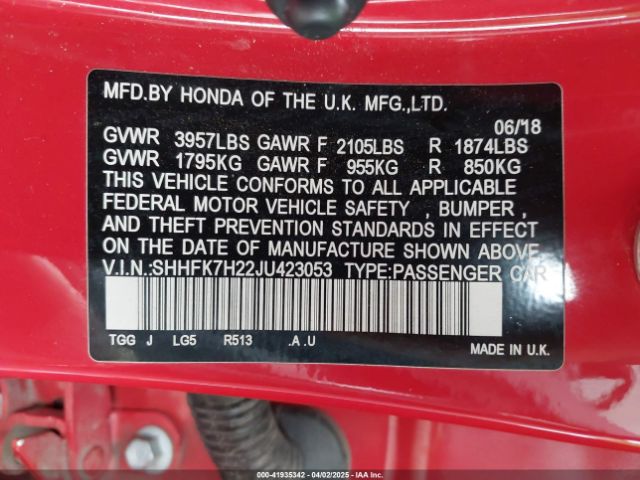 MFD.BY HONDA OF THE U.K. MFG.,LTD.
06/18
GVWR 3957LBS GAWR F 2105LBS R 1874LBS
GVWR 1795KG GAWR F 955KG R 850KG
THIS VEHICLE CONFORMS TO ALL APPLICABLE
FEDERAL MOTOR VEHICLE SAFETY , BUMPER ,
AND THEFT PREVENTION STANDARDS IN EFFECT
ON THE DATE OF MANUFACTURE SHOWN ABOVE.
V.I.N.:SHHFK7H22JU423053 TYPE:PASSENGER CAR
TGG J LG5 R513 .A .U
MADE IN U.K.
000-41935342 | 04/02/2025 | IAA, Inc.